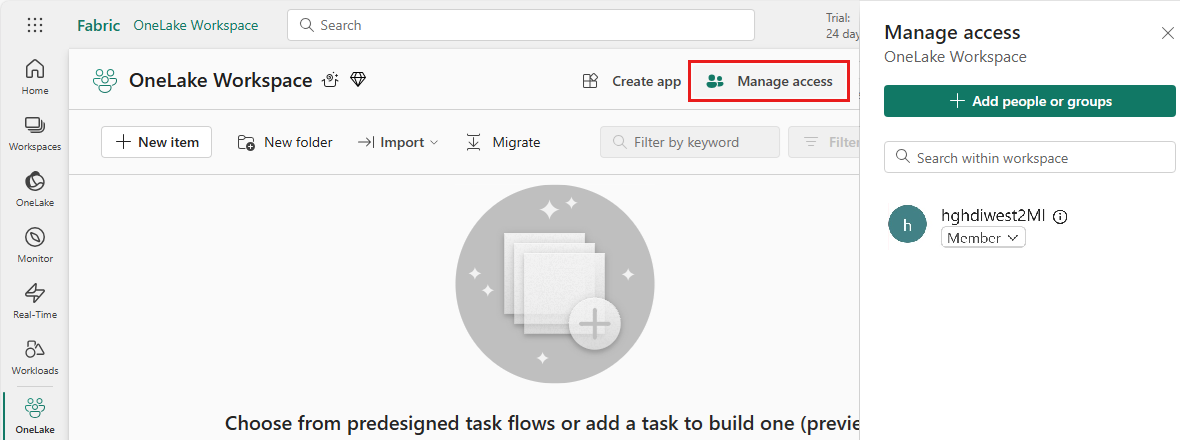 Fabric
OneLake Workspace
Search
Trial:
24 day
Home
Workspaces
OneLake
Monitor
Real-Time
Workloads
OneLake
OneLake Workspace
Create app
Manage access
New item
New folder
Import
Migrate
Filter by keyword
Filter
Choose from predesigned task flows or add a task to build one (previe
Manage access
OneLake Workspace
Add people or groups
Search within workspace
h
hghdiwest2MI
Member